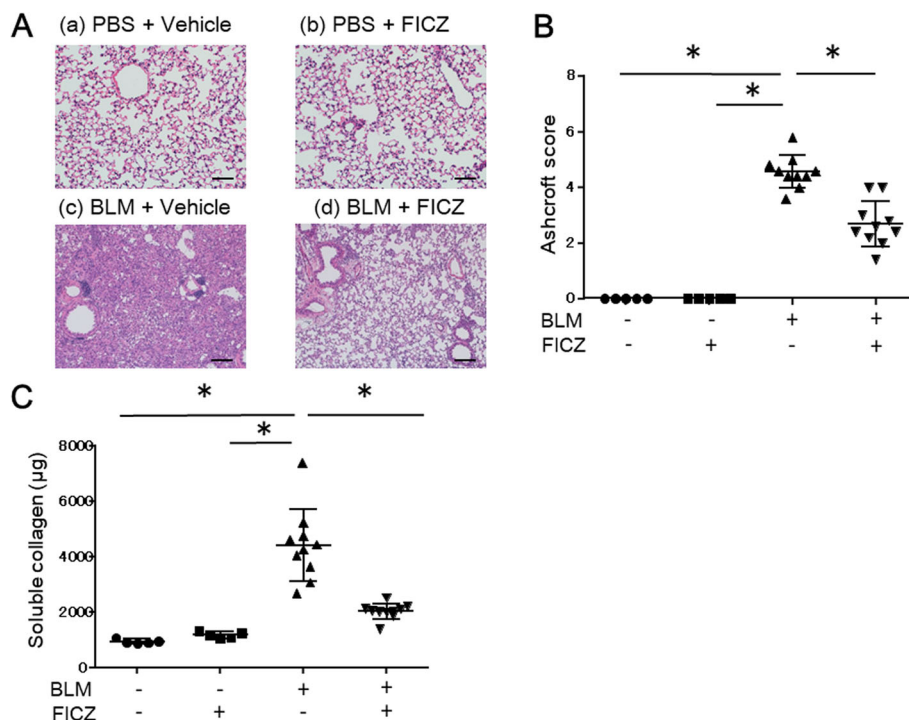 A
(a) PBS + Vehicle
(b) PBS + FICZ
(c) BLM + Vehicle
(d) BLM + FICZ
B
* *
*
Ashcroft score
8
6
4
2
0
BLM - - + +
FICZ - + - +
C
* *
*
Soluble collagen (µg)
8000
6000
4000
2000
0
BLM - - + +
FICZ - + - +